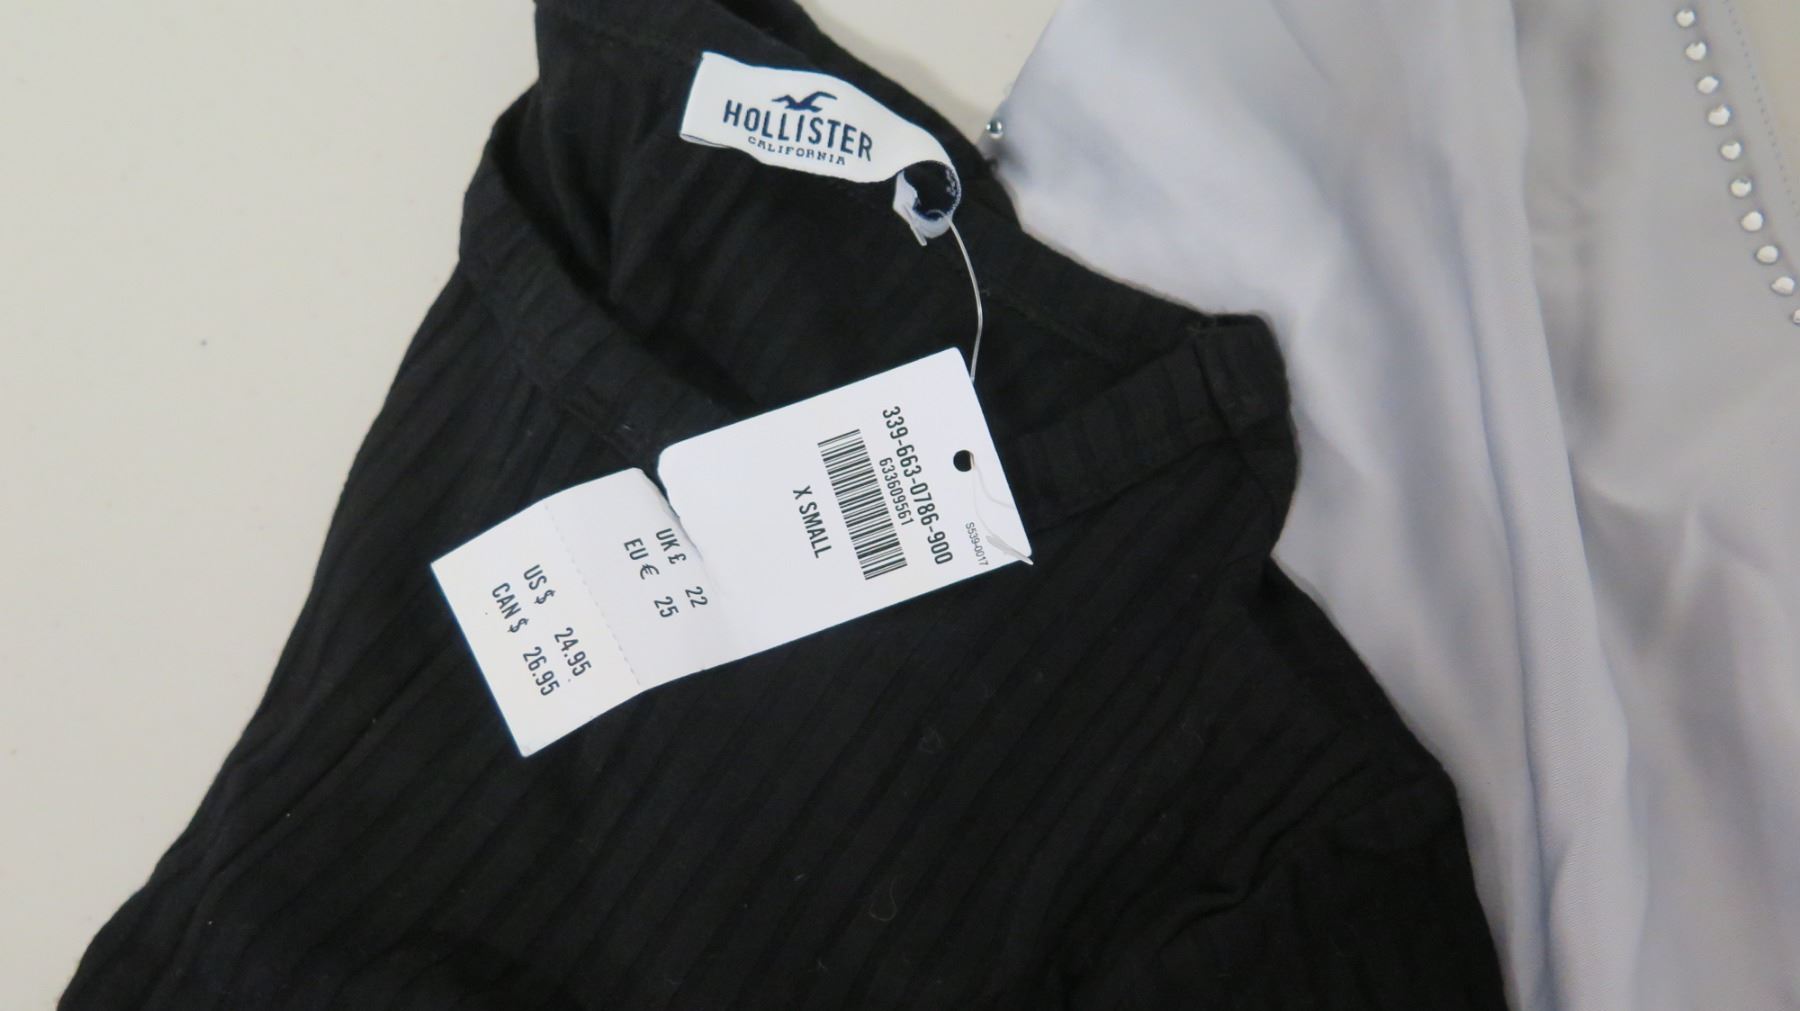 HOLLISTER
CALIFORNIA
S539-0017
339-663-0786-900
633609561
X SMALL
UK £ 22
EU € 25
US $ 24.95
CAN $ 26.95